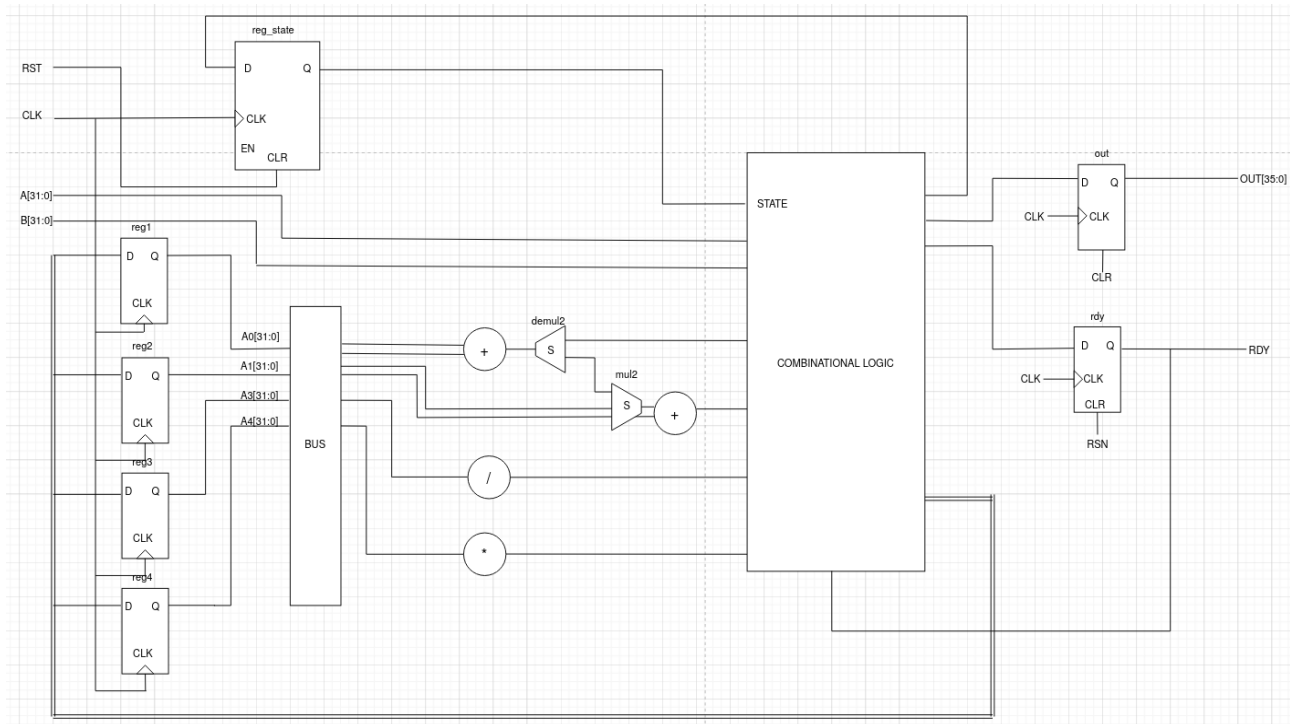 reg_state
RST
D Q
CLK
CLK
EN
CLR
A[31:0]
B[31:0]
STATE
COMBINATIONAL LOGIC
out
D Q
CLK
CLK
CLR
OUT[35:0]
rdy
D Q
CLK
CLK
CLR
RSN
RDY
reg1
D Q
CLK
reg2
D Q
CLK
reg3
D Q
CLK
reg4
D Q
CLK
A0[31:0]
A1[31:0]
A3[31:0]
A4[31:0]
BUS
+
demul2
S
mul2
S
+
/
*